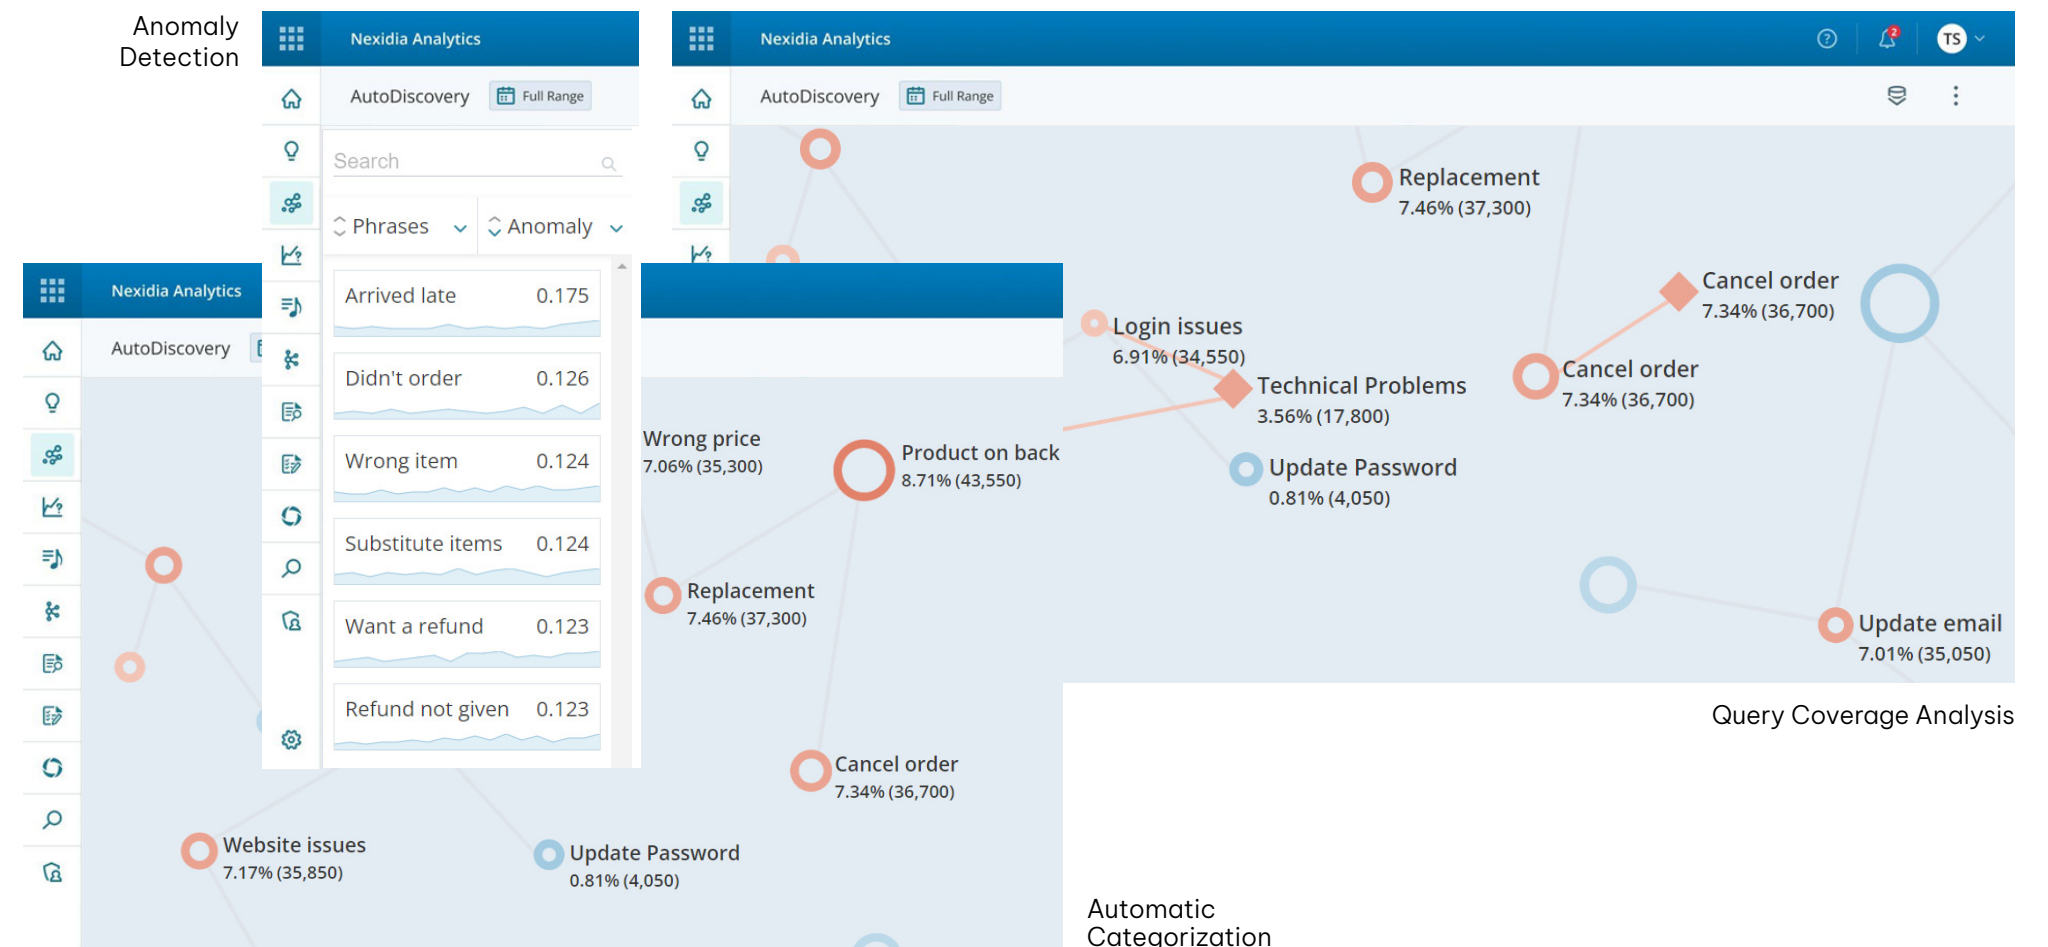 Anomaly
Detection
Nexidia Analytics
AutoDiscovery
Full Range
Search
Phrases
Anomaly
Arrived late 0.175
Didn't order 0.126
Wrong item 0.124
Substitute items 0.124
Want a refund 0.123
Refund not given 0.123
Nexidia Analytics
?
2
TS
AutoDiscovery
Full Range
Replacement
7.46% (37,300)
Cancel order
7.34% (36,700)
Login issues
6.91% (34,550)
Cancel order
7.34% (36,700)
Technical Problems
3.56% (17,800)
Update Password
0.81% (4,050)
Update email
7.01% (35,050)
Query Coverage Analysis
Nexidia Analytics
AutoDiscovery
Wrong price
7.06% (35,300)
Product on back
8.71% (43,550)
Replacement
7.46% (37,300)
Cancel order
7.34% (36,700)
Website issues
7.17% (35,850)
Update Password
0.81% (4,050)
Automatic
Categorization